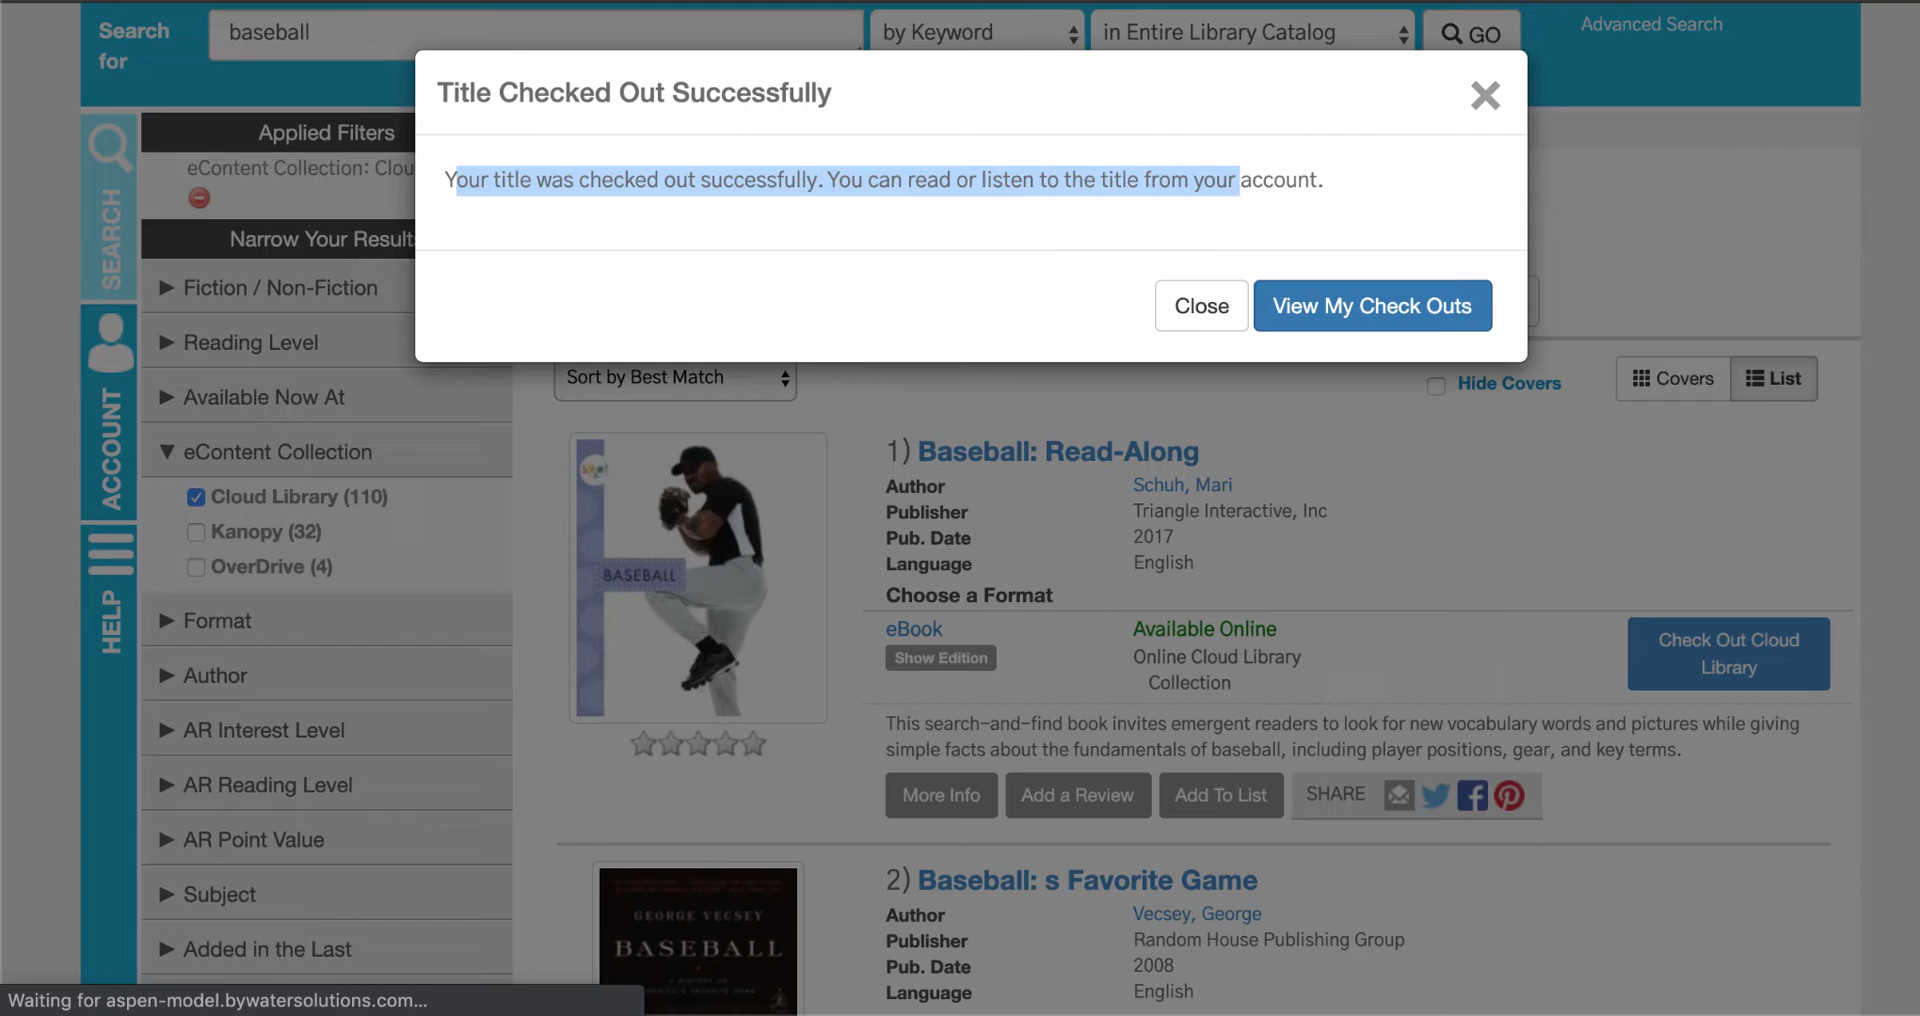 Search for
baseball
by Keyword
in Entire Library Catalog
GO
Advanced Search
Title Checked Out Successfully
Your title was checked out successfully. You can read or listen to the title from your account.
Close
View My Check Outs
SEARCH
ACCOUNT
HELP
Applied Filters
eContent Collection: Clou
Narrow Your Results
Fiction / Non-Fiction
Reading Level
Available Now At
eContent Collection
Cloud Library (110)
Kanopy (32)
OverDrive (4)
Format
Author
AR Interest Level
AR Reading Level
AR Point Value
Subject
Added in the Last
Sort by Best Match
Hide Covers
Covers
List
BASEBALL
1) Baseball: Read-Along
Author Schuh, Mari
Publisher Triangle Interactive, Inc
Pub. Date 2017
Language English
Choose a Format
eBook
Show Edition
Available Online
Online Cloud Library
Collection
Check Out Cloud
Library
This search-and-find book invites emergent readers to look for new vocabulary words and pictures while giving
simple facts about the fundamentals of baseball, including player positions, gear, and key terms.
More Info
Add a Review
Add To List
SHARE
GEORGE VECSEY
BASEBALL
2) Baseball: s Favorite Game
Author Vecsey, George
Publisher Random House Publishing Group
Pub. Date 2008
Language English
Waiting for aspen-model.bywatersolutions.com...